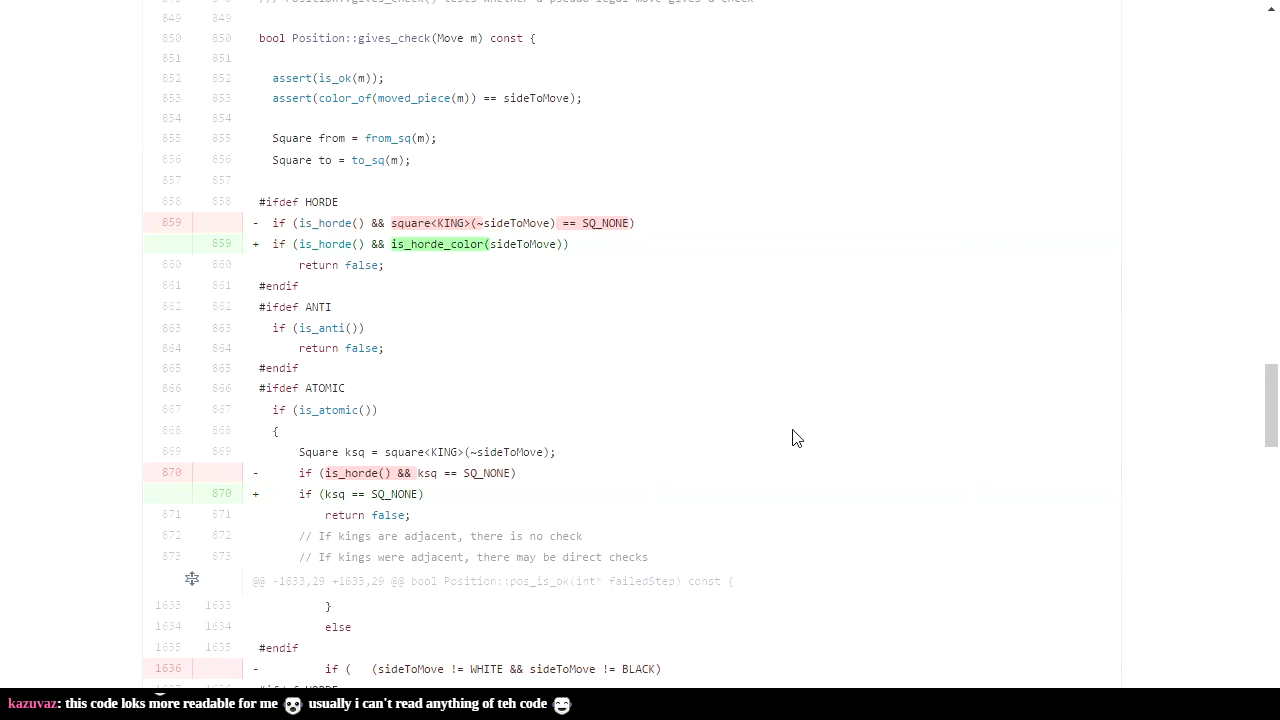 /// Position::gives_check() tests whether a pseudo-legal move gives a check
849 849
850 850 bool Position::gives_check(Move m) const {
851 851
852 852 assert(is_ok(m));
853 853 assert(color_of(moved_piece(m)) == sideToMove);
854 854
855 855 Square from = from_sq(m);
856 856 Square to = to_sq(m);
857 857
858 858 #ifdef HORDE
859 - if (is_horde() && square<KING>(~sideToMove) == SQ_NONE)
859 + if (is_horde() && is_horde_color(sideToMove))
860 860 return false;
861 861 #endif
862 862 #ifdef ANTI
863 863 if (is_anti())
864 864 return false;
865 865 #endif
866 866 #ifdef ATOMIC
867 867 if (is_atomic())
868 868 {
869 869 Square ksq = square<KING>(~sideToMove);
870 - if (is_horde() && ksq == SQ_NONE)
870 + if (ksq == SQ_NONE)
871 871 return false;
872 872 // If kings are adjacent, there is no check
873 873 // If kings were adjacent, there may be direct checks
@@ -1633,29 +1633,29 @@ bool Position::pos_is_ok(int* failedStep) const {
1633 1633 }
1634 1634 else
1635 1635 #endif
1636 - if ( (sideToMove != WHITE && sideToMove != BLACK)
#ifdef HORDE
kazuvaz: this code loks more readable for me usually i can't read anything of teh code